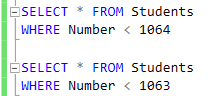 SELECT * FROM Students
WHERE Number < 1064
SELECT * FROM Students
WHERE Number < 1063